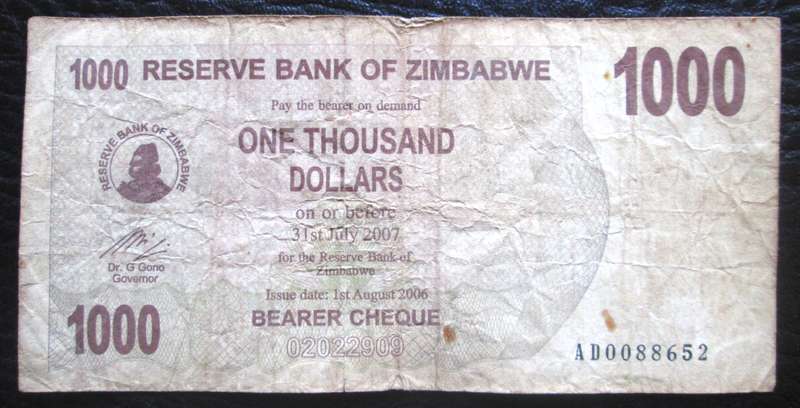 1000 RESERVE BANK OF ZIMBABWE 1000
Pay the bearer on demand
ONE THOUSAND
DOLLARS
on or before
31st July 2007
for the Reserve Bank of
Zimbabwe
Issue date: 1st August 2006
BEARER CHEQUE
02022909
RESERVE BANK OF ZIMBABWE
Dr. G Gono
Governor
1000
AD0088652